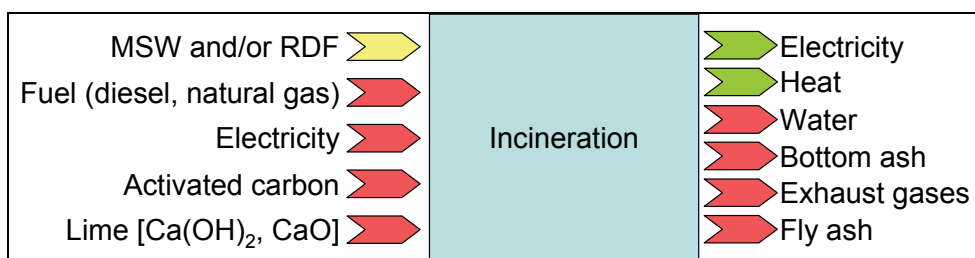 MSW and/or RDF
Fuel (diesel, natural gas)
Electricity
Activated carbon
Lime [Ca(OH)₂, CaO]
Incineration
Electricity
Heat
Water
Bottom ash
Exhaust gases
Fly ash